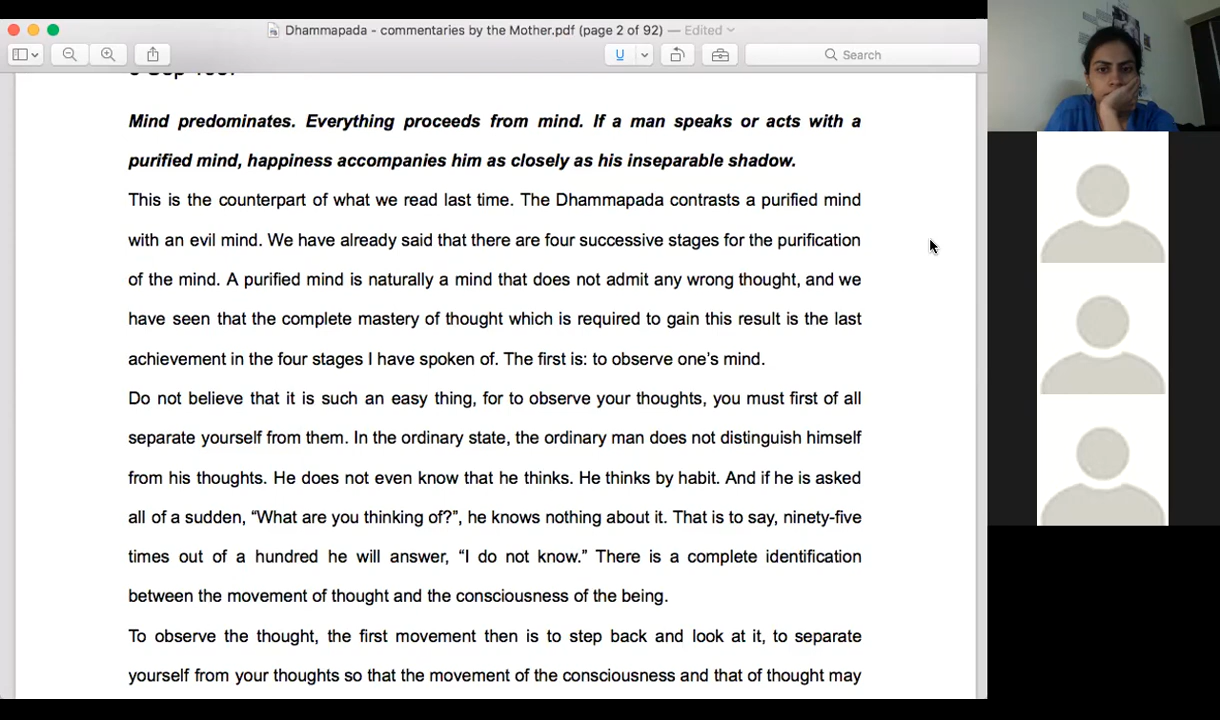 Dhammapada - commentaries by the Mother.pdf (page 2 of 92) — Edited
Search
Mind predominates. Everything proceeds from mind. If a man speaks or acts with a
purified mind, happiness accompanies him as closely as his inseparable shadow.
This is the counterpart of what we read last time. The Dhammapada contrasts a purified mind
with an evil mind. We have already said that there are four successive stages for the purification
of the mind. A purified mind is naturally a mind that does not admit any wrong thought, and we
have seen that the complete mastery of thought which is required to gain this result is the last
achievement in the four stages I have spoken of. The first is: to observe one’s mind.
Do not believe that it is such an easy thing, for to observe your thoughts, you must first of all
separate yourself from them. In the ordinary state, the ordinary man does not distinguish himself
from his thoughts. He does not even know that he thinks. He thinks by habit. And if he is asked
all of a sudden, “What are you thinking of?”, he knows nothing about it. That is to say, ninety-five
times out of a hundred he will answer, “I do not know.” There is a complete identification
between the movement of thought and the consciousness of the being.
To observe the thought, the first movement then is to step back and look at it, to separate
yourself from your thoughts so that the movement of the consciousness and that of thought may